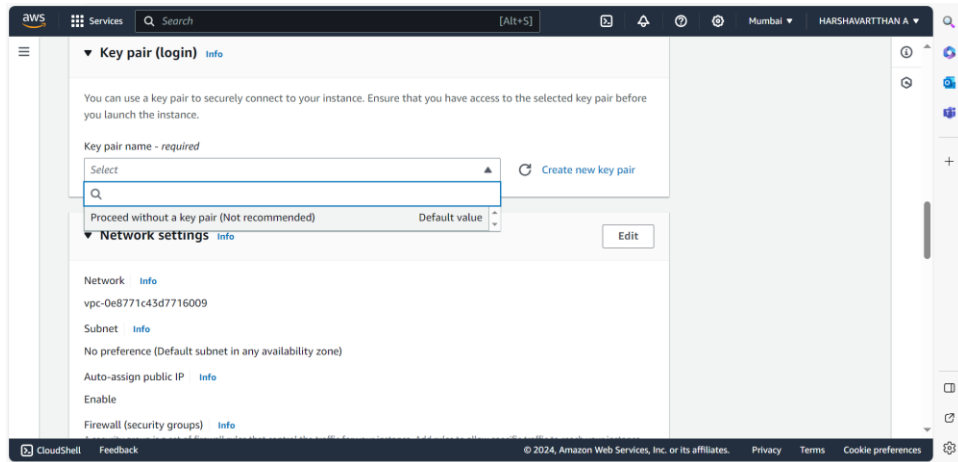 aws Services Search [Alt+S] Mumbai HARSHAVARTTHAN A
Key pair (login) Info
You can use a key pair to securely connect to your instance. Ensure that you have access to the selected key pair before
you launch the instance.
Key pair name - required
Select Create new key pair
Proceed without a key pair (Not recommended) Default value
Network settings Info Edit
Network Info
vpc-0e8771c43d7716009
Subnet Info
No preference (Default subnet in any availability zone)
Auto-assign public IP Info
Enable
Firewall (security groups) Info
CloudShell Feedback © 2024, Amazon Web Services, Inc. or its affiliates. Privacy Terms Cookie preferences